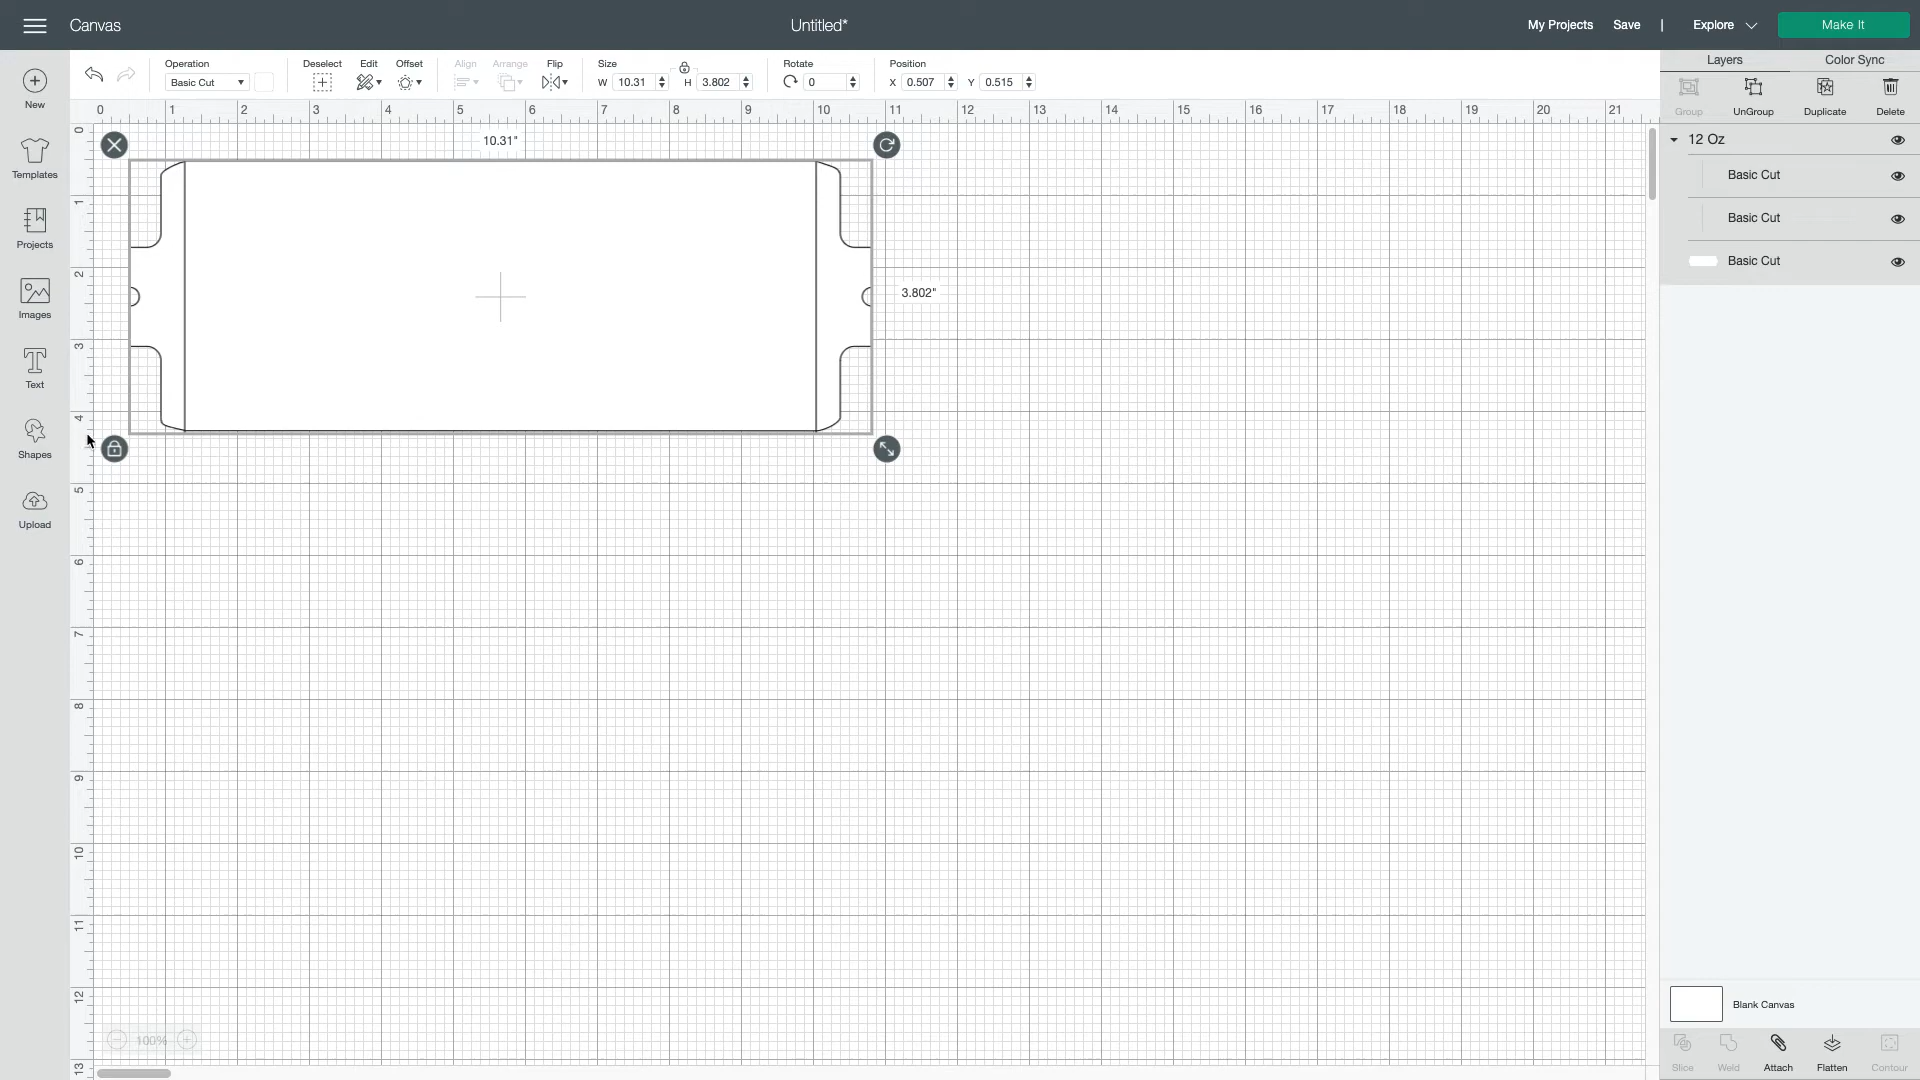 Canvas
Untitled*
My Projects Save | Explore Make It
Operation Deselect Edit Offset Align Arrange Flip Size Rotate Position
Basic Cut W 10.31 H 3.802 0 X 0.507 Y 0.515
Layers Color Sync
Group UnGroup Duplicate Delete
New
Templates
Projects
Images
Text
Shapes
Upload
0 1 2 3 4 5 6 7 8 9 10 11 12 13 14 15 16 17 18 19 20 21
0
1
2
3
4
5
6
7
8
9
10
11
12
13
10.31"
3.802"
12 Oz
Basic Cut
Basic Cut
Basic Cut
100%
Blank Canvas
Slice Weld Attach Flatten Contour